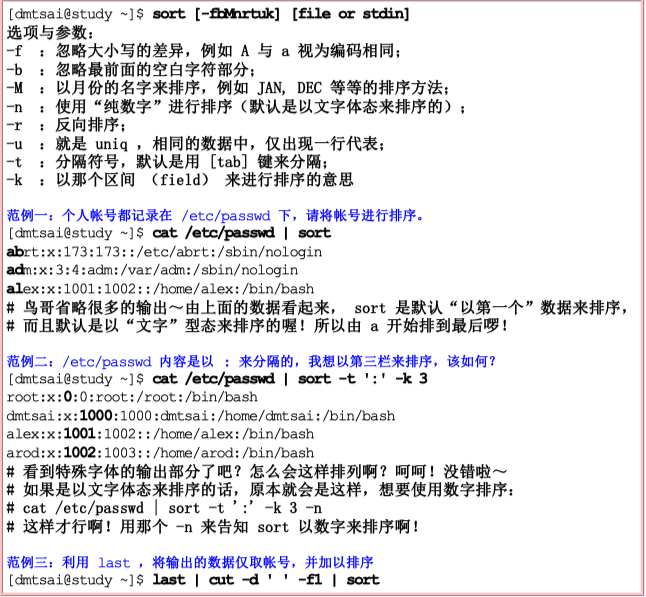 [dmtsai@study ~]$ sort [-fbMnrtuk] [file or stdin]
选项与参数：
-f  ：忽略大小写的差异，例如 A 与 a 视为编码相同；
-b  ：忽略最前面的空白字符部分；
-M  ：以月份的名字来排序，例如 JAN, DEC 等等的排序方法；
-n  ：使用“纯数字”进行排序（默认是以文字体态来排序的）；
-r  ：反向排序；
-u  ：就是 uniq ，相同的数据中，仅出现一行代表；
-t  ：分隔符号，默认是用 [tab] 键来分隔；
-k  ：以那个区间 （field） 来进行排序的意思
范例一：个人帐号都记录在 /etc/passwd 下，请将帐号进行排序。
[dmtsai@study ~]$ cat /etc/passwd | sort
abrt:x:173:173::/etc/abrt:/sbin/nologin
adm:x:3:4:adm:/var/adm:/sbin/nologin
alex:x:1001:1002::/home/alex:/bin/bash
# 鸟哥省略很多的输出～由上面的数据看起来， sort 是默认“以第一个”数据来排序，
# 而且默认是以“文字”型态来排序的喔！所以由 a 开始排到最后啰！
范例二：/etc/passwd 内容是以 : 来分隔的，我想以第三栏来排序，该如何？
[dmtsai@study ~]$ cat /etc/passwd | sort -t ':' -k 3
root:x:0:0:root:/root:/bin/bash
dmtsai:x:1000:1000:dmtsai:/home/dmtsai:/bin/bash
alex:x:1001:1002::/home/alex:/bin/bash
arod:x:1002:1003::/home/arod:/bin/bash
# 看到特殊字体的输出部分了吧？怎么会这样排列啊？呵呵！没错啦～
# 如果是以文字体态来排序的话，原本就会是这样，想要使用数字排序：
# cat /etc/passwd | sort -t ':' -k 3 -n
# 这样才行啊！用那个 -n 来告知 sort 以数字来排序啊！
范例三：利用 last ，将输出的数据仅取帐号，并加以排序
[dmtsai@study ~]$ last | cut -d ' ' -f1 | sort